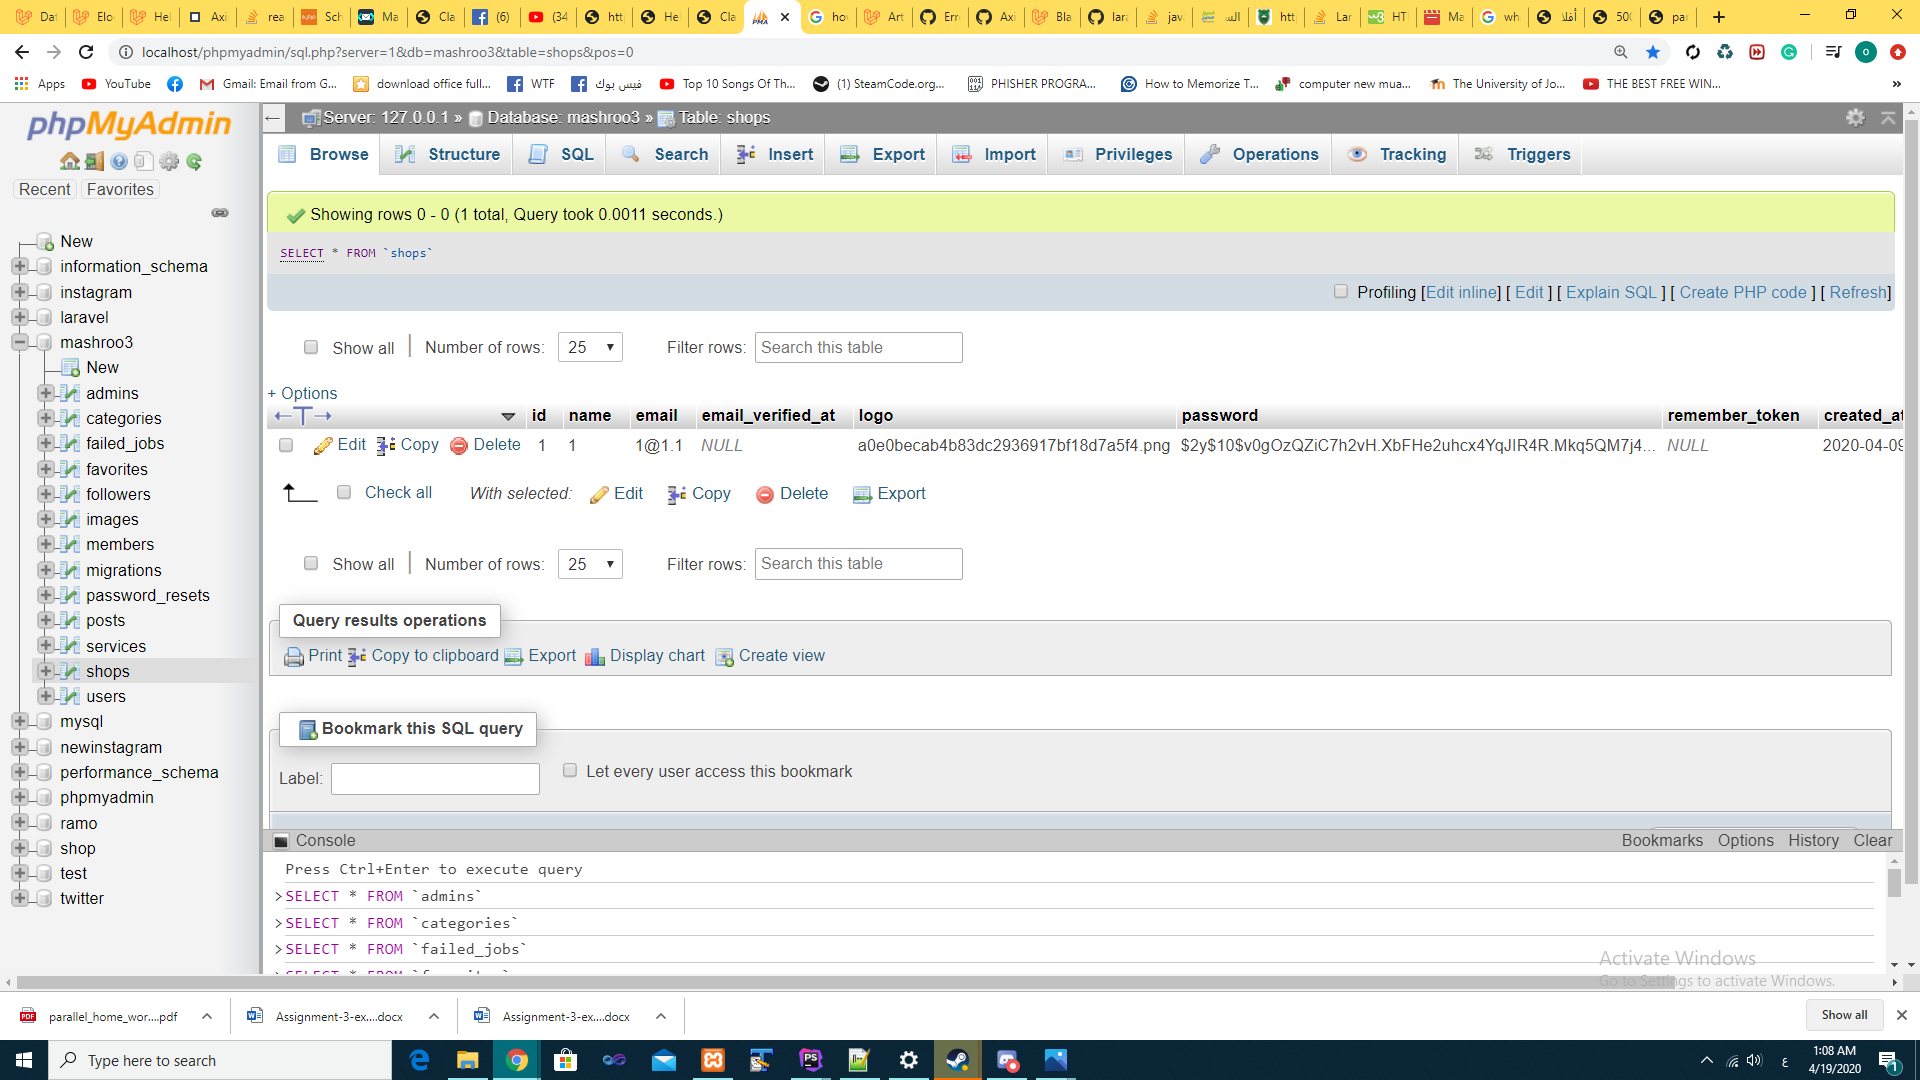 Dat
Elo
Hel
Axi
rea
Sch
Ma
Cla
(6)
(34
htt
He
Cla
hov
Art
Erro
Axi
Bla
lara
jav
htt
Lar
HTI
Ma
wh
500
par
localhost/phpmyadmin/sql.php?server=1&db=mashroo3&table=shops&pos=0
Apps
YouTube
Gmail: Email from G...
download office full...
WTF
فيس بوك
Top 10 Songs Of Th...
(1) SteamCode.org...
PHISHER PROGRA...
How to Memorize T...
computer new mua...
The University of Jo...
THE BEST FREE WIN...
»
phpMyAdmin
Recent Favorites
New
information_schema
instagram
laravel
mashroo3
New
admins
categories
failed_jobs
favorites
followers
images
members
migrations
password_resets
posts
services
shops
users
mysql
newinstagram
performance_schema
phpmyadmin
ramo
shop
test
twitter
Server: 127.0.0.1 » Database: mashroo3 » Table: shops
Browse Structure SQL Search Insert Export Import Privileges Operations Tracking Triggers
Showing rows 0 - 0 (1 total, Query took 0.0011 seconds.)
SELECT * FROM `shops`
Profiling [Edit inline] [ Edit ] [ Explain SQL ] [ Create PHP code ] [ Refresh]
Show all Number of rows: 25 Filter rows: Search this table
+ Options
←T→ id name email email_verified_at logo password remember_token created_at
Edit Copy Delete 1 1 1@1.1 NULL a0e0becab4b83dc2936917bf18d7a5f4.png $2y$10$v0gOzQZiC7h2vH.XbFHe2uhcx4YqJIR4R.Mkq5QM7j4... NULL 2020-04-09
Check all With selected: Edit Copy Delete Export
Show all Number of rows: 25 Filter rows: Search this table
Query results operations
Print Copy to clipboard Export Display chart Create view
Bookmark this SQL query
Label: Let every user access this bookmark
Console Bookmarks Options History Clear
Press Ctrl+Enter to execute query
>SELECT * FROM `admins`
>SELECT * FROM `categories`
>SELECT * FROM `failed_jobs`
Activate Windows
Go to Settings to activate Windows.
parallel_home_wor....pdf
Assignment-3-ex....docx
Assignment-3-ex....docx
Show all
Type here to search
ع
1:08 AM
4/19/2020
1